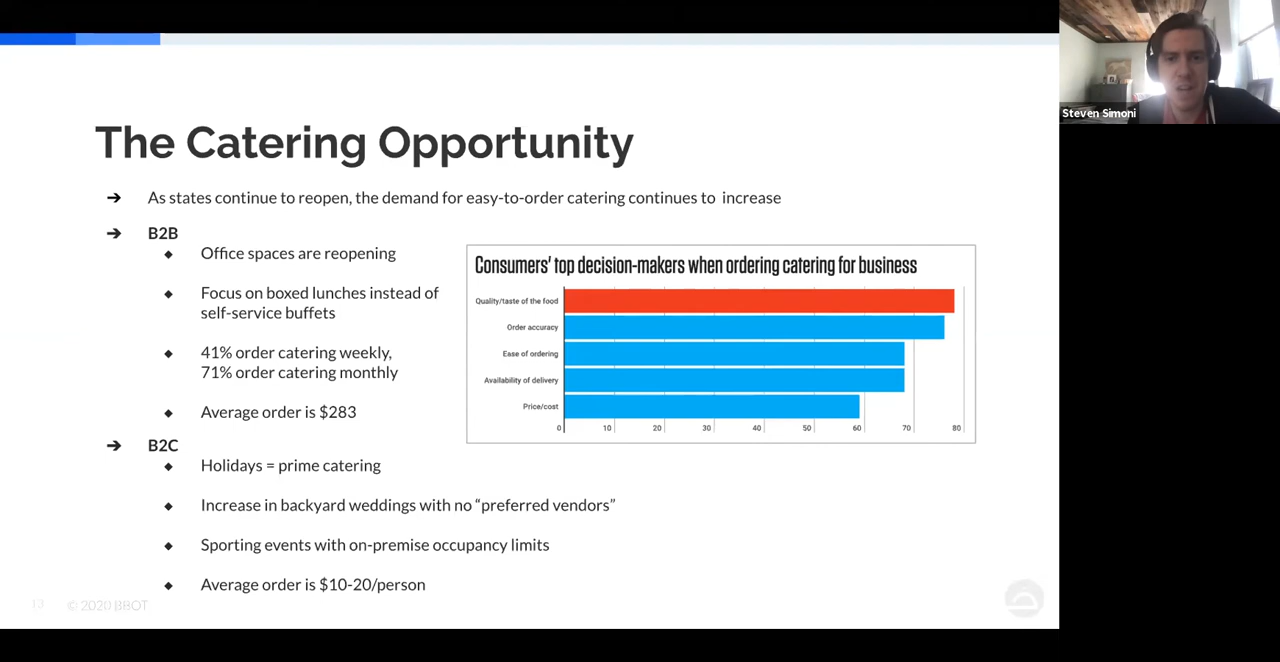 Steven Simoni
The Catering Opportunity
➔ As states continue to reopen, the demand for easy-to-order catering continues to increase
➔ B2B
◆ Office spaces are reopening
◆ Focus on boxed lunches instead of
self-service buffets
◆ 41% order catering weekly,
71% order catering monthly
◆ Average order is $283
Consumers' top decision-makers when ordering catering for business
Quality/taste of the food
Order accuracy
Ease of ordering
Availability of delivery
Price/cost
0 10 20 30 40 50 60 70 80
➔ B2C
◆ Holidays = prime catering
◆ Increase in backyard weddings with no “preferred vendors”
◆ Sporting events with on-premise occupancy limits
◆ Average order is $10-20/person
13 © 2020 BBOT